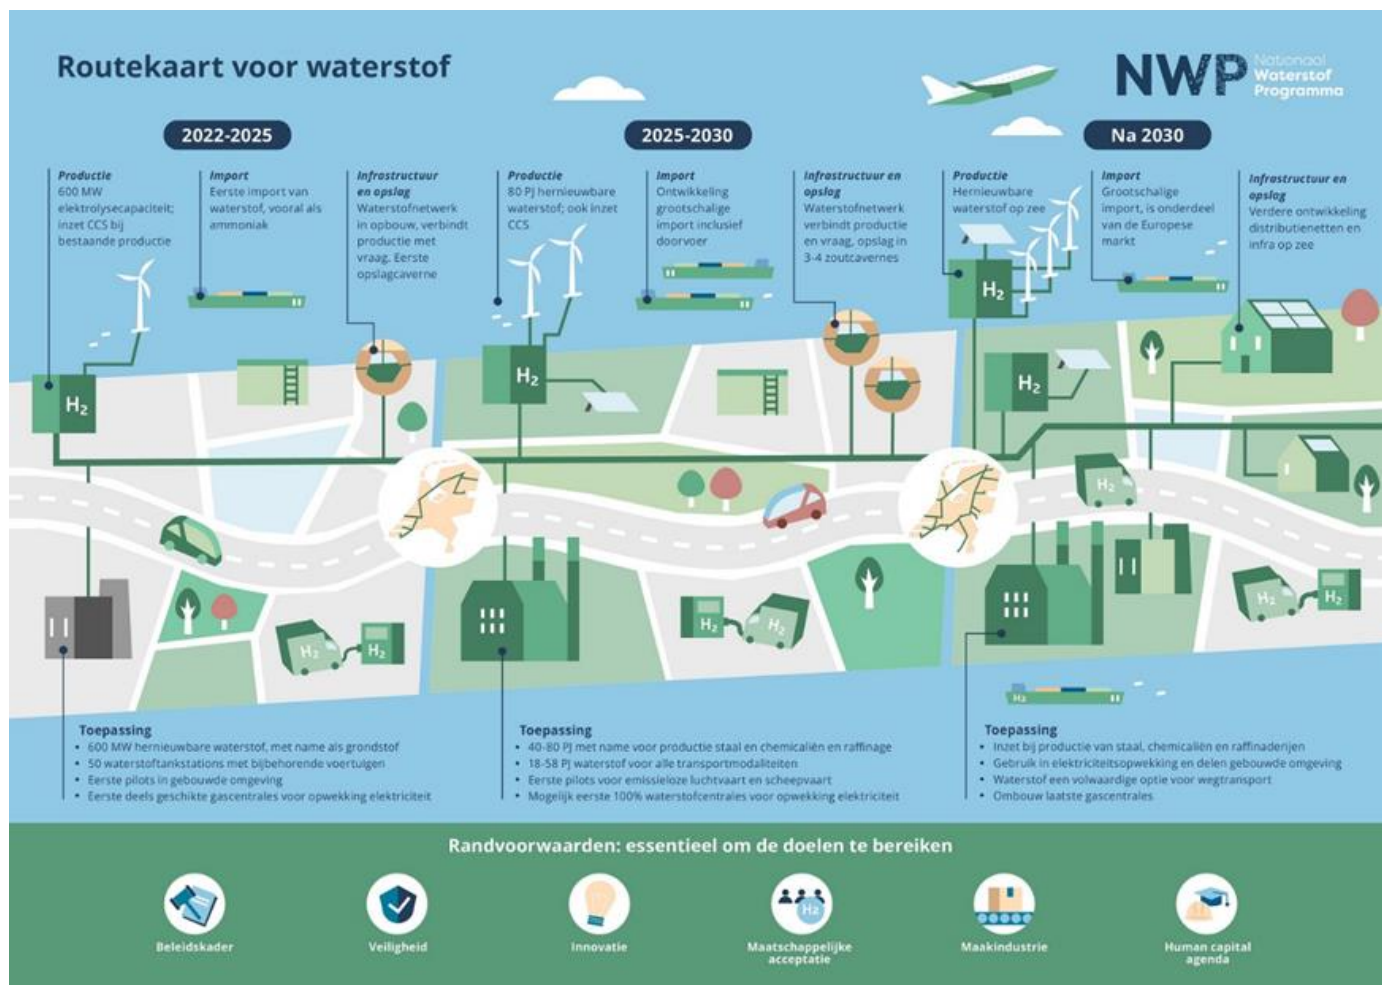 Routekaart voor waterstof
NWP
Nationaal
Waterstof
Programma
2022-2025
Productie
600 MW
elektrolysecapaciteit;
inzet CCS bij
bestaande productie
Import
Eerste import van
waterstof, vooral als
ammoniak
Infrastructuur
en opslag
Waterstofnetwerk
in opbouw, verbindt
productie met
vraag. Eerste
opslagcaverne
2025-2030
Productie
80 PJ hernieuwbare
waterstof; ook inzet
CCS
Import
Ontwikkeling
grootschalige
import inclusief
doorvoer
Infrastructuur en
opslag
Waterstofnetwerk
verbindt productie
en vraag, opslag in
3-4 zoutcavernes
Na 2030
Productie
Hernieuwbare
waterstof op zee
Import
Grootschalige
import, is onderdeel
van de Europese
markt
Infrastructuur en
opslag
Verdere ontwikkeling
distributienetten en
infra op zee
H₂
H₂
H₂
H₂
H₂
H₂
H₂
H₂
H₂
H₂
H₂
H₂
Toepassing
• 600 MW hernieuwbare waterstof, met name als grondstof
• 50 waterstoftankstations met bijbehorende voertuigen
• Eerste pilots in gebouwde omgeving
• Eerste deels geschikte gascentrales voor opwekking elektriciteit
Toepassing
• 40-80 PJ met name voor productie staal en chemicaliën en raffinage
• 18-58 PJ waterstof voor alle transportmodaliteiten
• Eerste pilots voor emissieloze luchtvaart en scheepvaart
• Mogelijk eerste 100% waterstofcentrales voor opwekking elektriciteit
Toepassing
• Inzet bij productie van staal, chemicaliën en raffinaderijen
• Gebruik in elektriciteitsopwekking en delen gebouwde omgeving
• Waterstof een volwaardige optie voor wegtransport
• Ombouw laatste gascentrales
Randvoorwaarden: essentieel om de doelen te bereiken
Beleidskader
Veiligheid
Innovatie
H₂
Maatschappelijke
acceptatie
Maakindustrie
Human capital
agenda